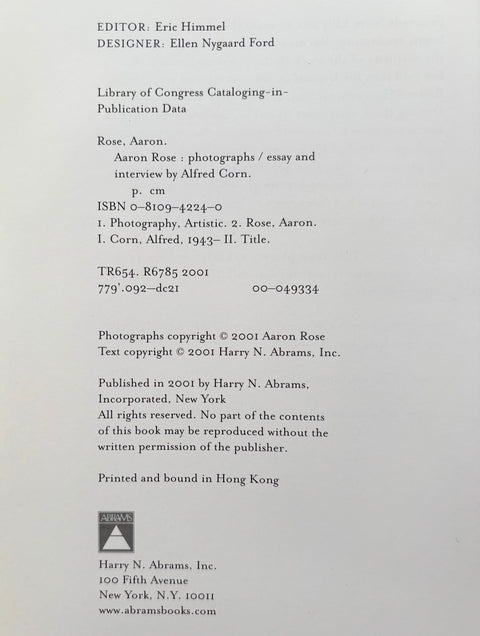 EDITOR: Eric Himmel
DESIGNER: Ellen Nygaard Ford
Library of Congress Cataloging-in-
Publication Data
Rose, Aaron.
Aaron Rose : photographs / essay and
interview by Alfred Corn.
p. cm
ISBN 0-8109-4224-0
1. Photography, Artistic. 2. Rose, Aaron.
I. Corn, Alfred, 1943– II. Title.
TR654. R6785 2001
779'.092—dc21 00-049334
Photographs copyright © 2001 Aaron Rose
Text copyright © 2001 Harry N. Abrams, Inc.
Published in 2001 by Harry N. Abrams,
Incorporated, New York
All rights reserved. No part of the contents
of this book may be reproduced without the
written permission of the publisher.
Printed and bound in Hong Kong
ABRAMS
Harry N. Abrams, Inc.
100 Fifth Avenue
New York, N.Y. 10011
www.abramsbooks.com